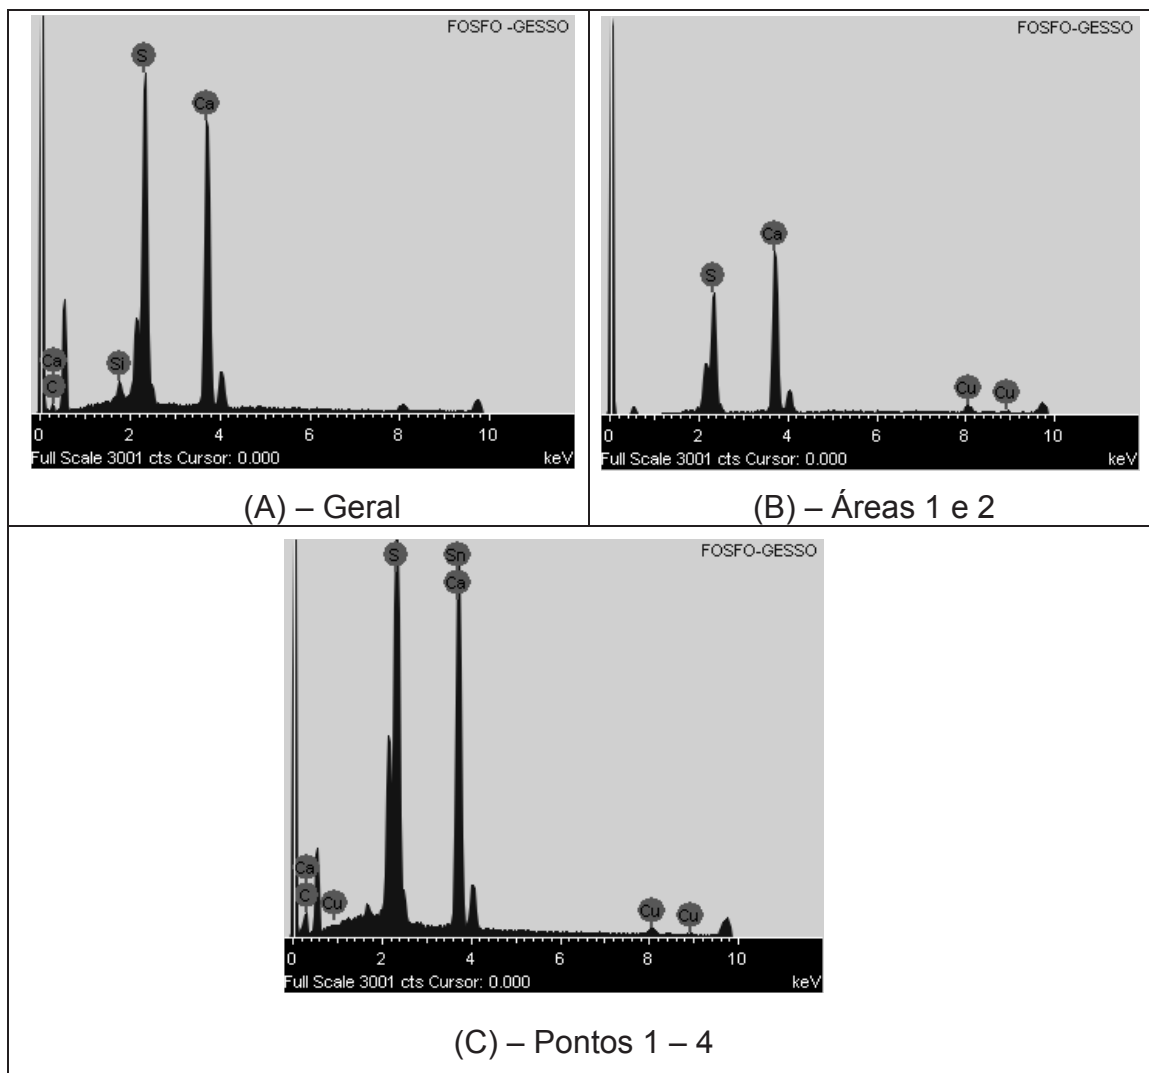 FOSFO -GESSO
S
Ca
Ca
Si
C
0 2 4 6 8 10
Full Scale 3001 cts Cursor: 0.000 keV
(A) – Geral
FOSFO-GESSO
Ca
S
Cu Cu
0 2 4 6 8 10
Full Scale 3001 cts Cursor: 0.000 keV
(B) – Áreas 1 e 2
FOSFO-GESSO
S Sn
Ca
Ca
C Cu Cu Cu
0 2 4 6 8 10
Full Scale 3001 cts Cursor: 0.000 keV
(C) – Pontos 1 – 4